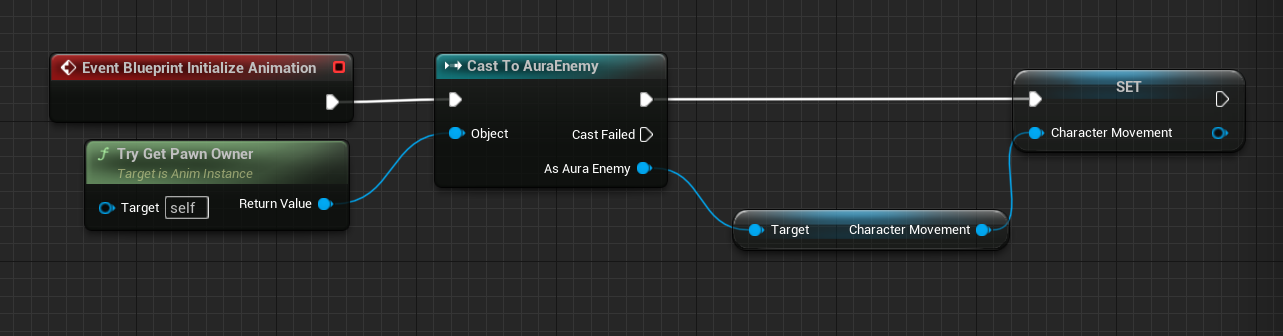 Event Blueprint Initialize Animation
Try Get Pawn Owner
Target is Anim Instance
Target self
Return Value
Cast To AuraEnemy
Object
Cast Failed
As Aura Enemy
Target
Character Movement
SET
Character Movement